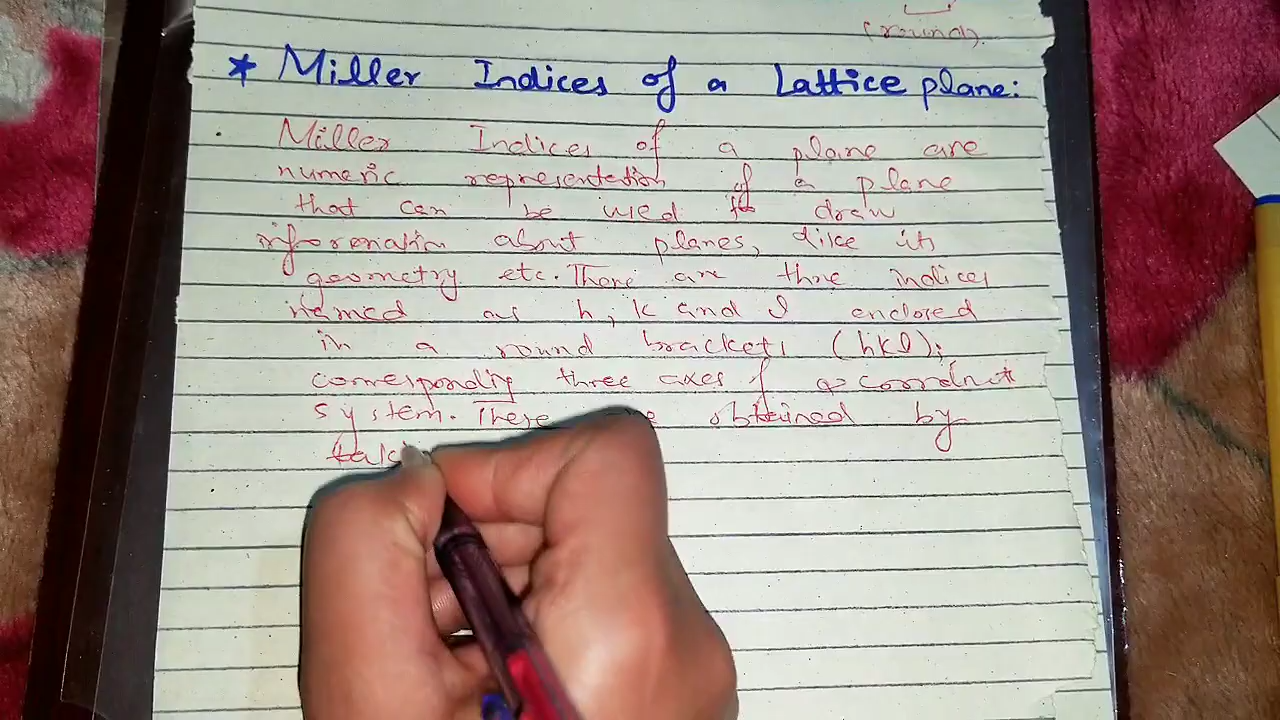 (round).
* Miller Indices of a Lattice plane:
Miller Indices of a plane are
numeric representation of a plane
that can be used to draw
information about planes, like its
geometry etc. There are three indices
named as h, k and l enclosed
in a round brackets (hkl);
corresponding three axes of a coordnat
system. These obtained by
tak